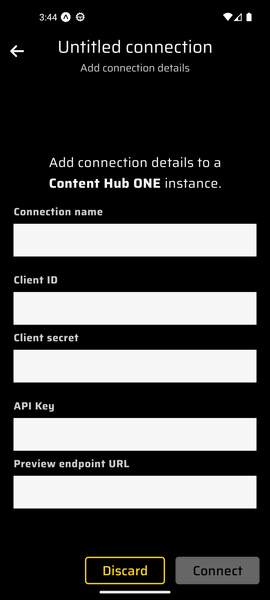 3:44
Untitled connection
Add connection details
Add connection details to a
Content Hub ONE instance.
Connection name
Client ID
Client secret
API Key
Preview endpoint URL
Discard
Connect